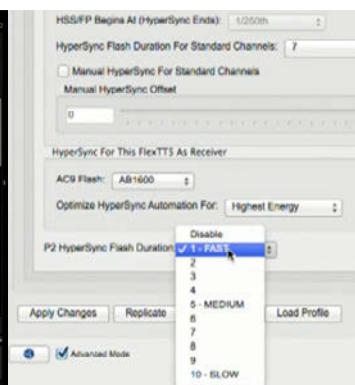 HSS/FP Begins At (HyperSync Ends): 1/250th
HyperSync Flash Duration For Standard Channels: 7
Manual HyperSync For Standard Channels
Manual HyperSync Offset
0
HyperSync For This FlexTT5 As Receiver
AC9 Flash: AB1600
Optimize HyperSync Automation For: Highest Energy
Disable
P2 HyperSync Flash Duration ✓ 1 - FAST
2
3
4
5 - MEDIUM
6
7
8
9
10 - SLOW
Apply Changes Replicate Load Profile
Advanced Mode